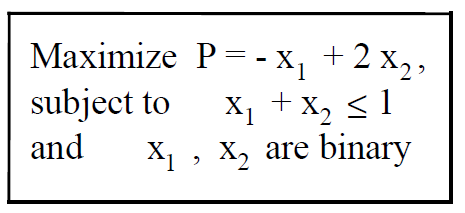 Maximize P = - x₁ + 2 x₂,
subject to x₁ + x₂ ≤ 1
and x₁ , x₂ are binary